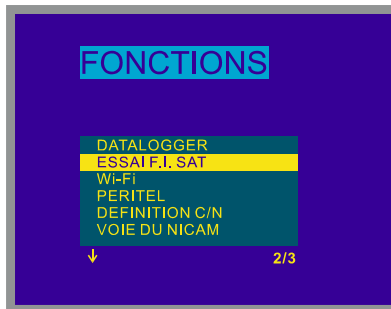 FONCTIONS
DATALOGGER
ESSAI F.I. SAT
Wi-Fi
PERITEL
DEFINITION C/N
VOIE DU NICAM
2/3